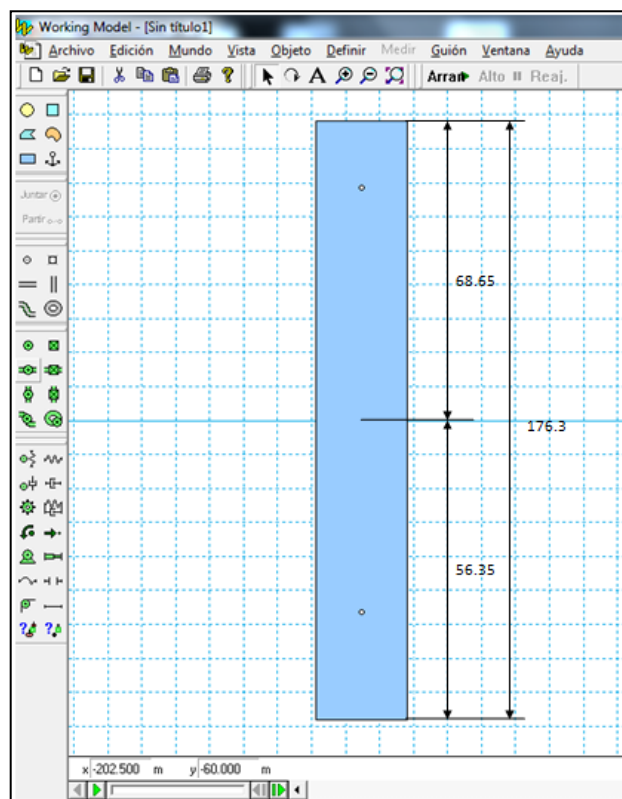 Working Model - [Sin título1]
Archivo Edición Mundo Vista Objeto Definir Medir Guión Ventana Ayuda
A Arran Alto Reaj.
Juntar
Partir
68.65
176.3
56.35
x -202.500 m y -60.000 m